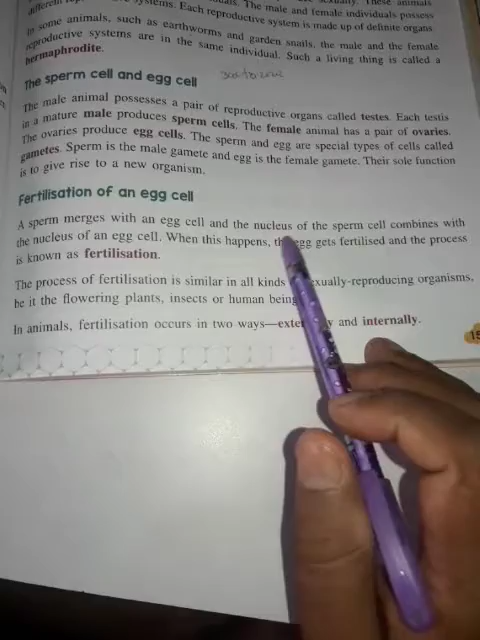 systems. Each reproductive system is made up of definite organs
The male and female individuals possess
In some animals, such as earthworms and garden snails, the male and the female
reproductive systems are in the same individual. Such a living thing is called a
hermaphrodite.
The sperm cell and egg cell
The male animal possesses a pair of reproductive organs called testes. Each testis
in a mature male produces sperm cells. The female animal has a pair of ovaries.
The ovaries produce egg cells. The sperm and egg are special types of cells called
gametes. Sperm is the male gamete and egg is the female gamete. Their sole function
is to give rise to a new organism.
Fertilisation of an egg cell
A sperm merges with an egg cell and the nucleus of the sperm cell combines with
the nucleus of an egg cell. When this happens, the egg gets fertilised and the process
is known as fertilisation.
The process of fertilisation is similar in all kinds exually-reproducing organisms,
be it the flowering plants, insects or human being
In animals, fertilisation occurs in two ways—exter y and internally.
15